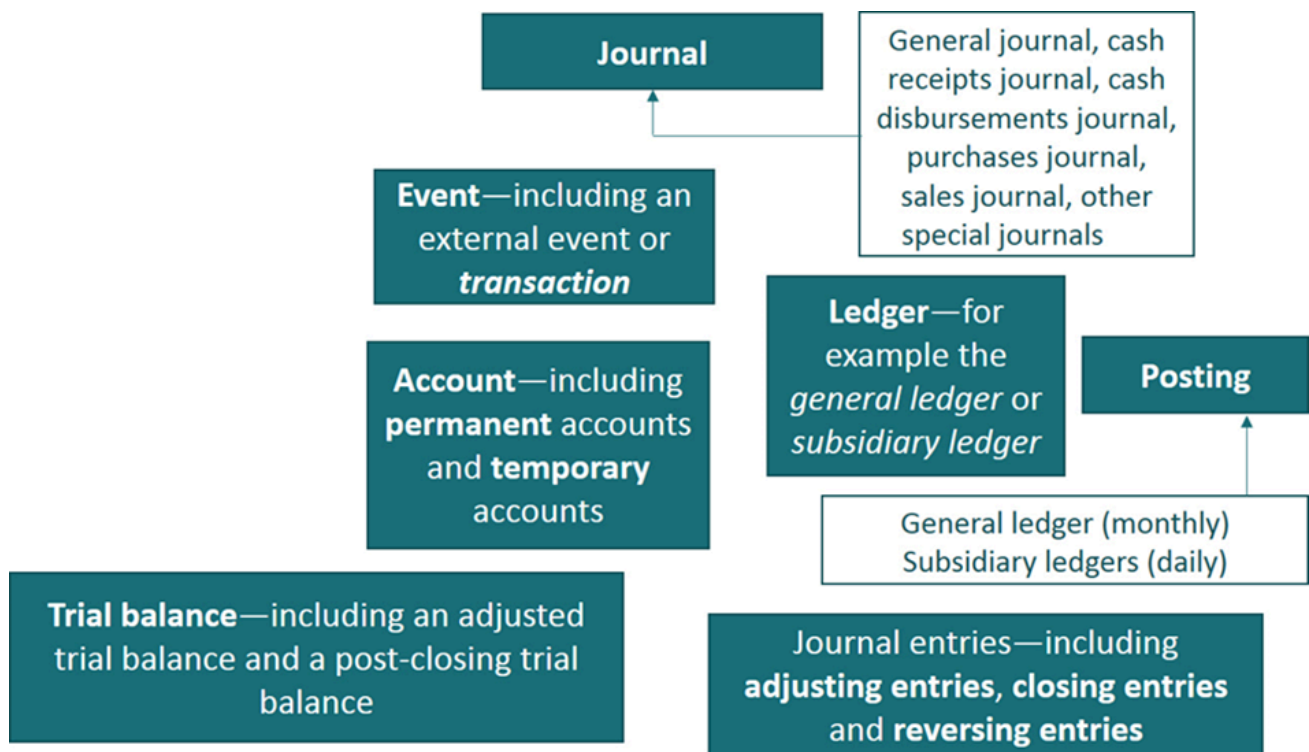 Journal
General journal, cash
receipts journal, cash
disbursements journal,
purchases journal,
sales journal, other
special journals
Event—including an
external event or
transaction
Ledger—for
example the
general ledger or
subsidiary ledger
Posting
Account—including
permanent accounts
and temporary
accounts
General ledger (monthly)
Subsidiary ledgers (daily)
Trial balance—including an adjusted
trial balance and a post-closing trial
balance
Journal entries—including
adjusting entries, closing entries
and reversing entries